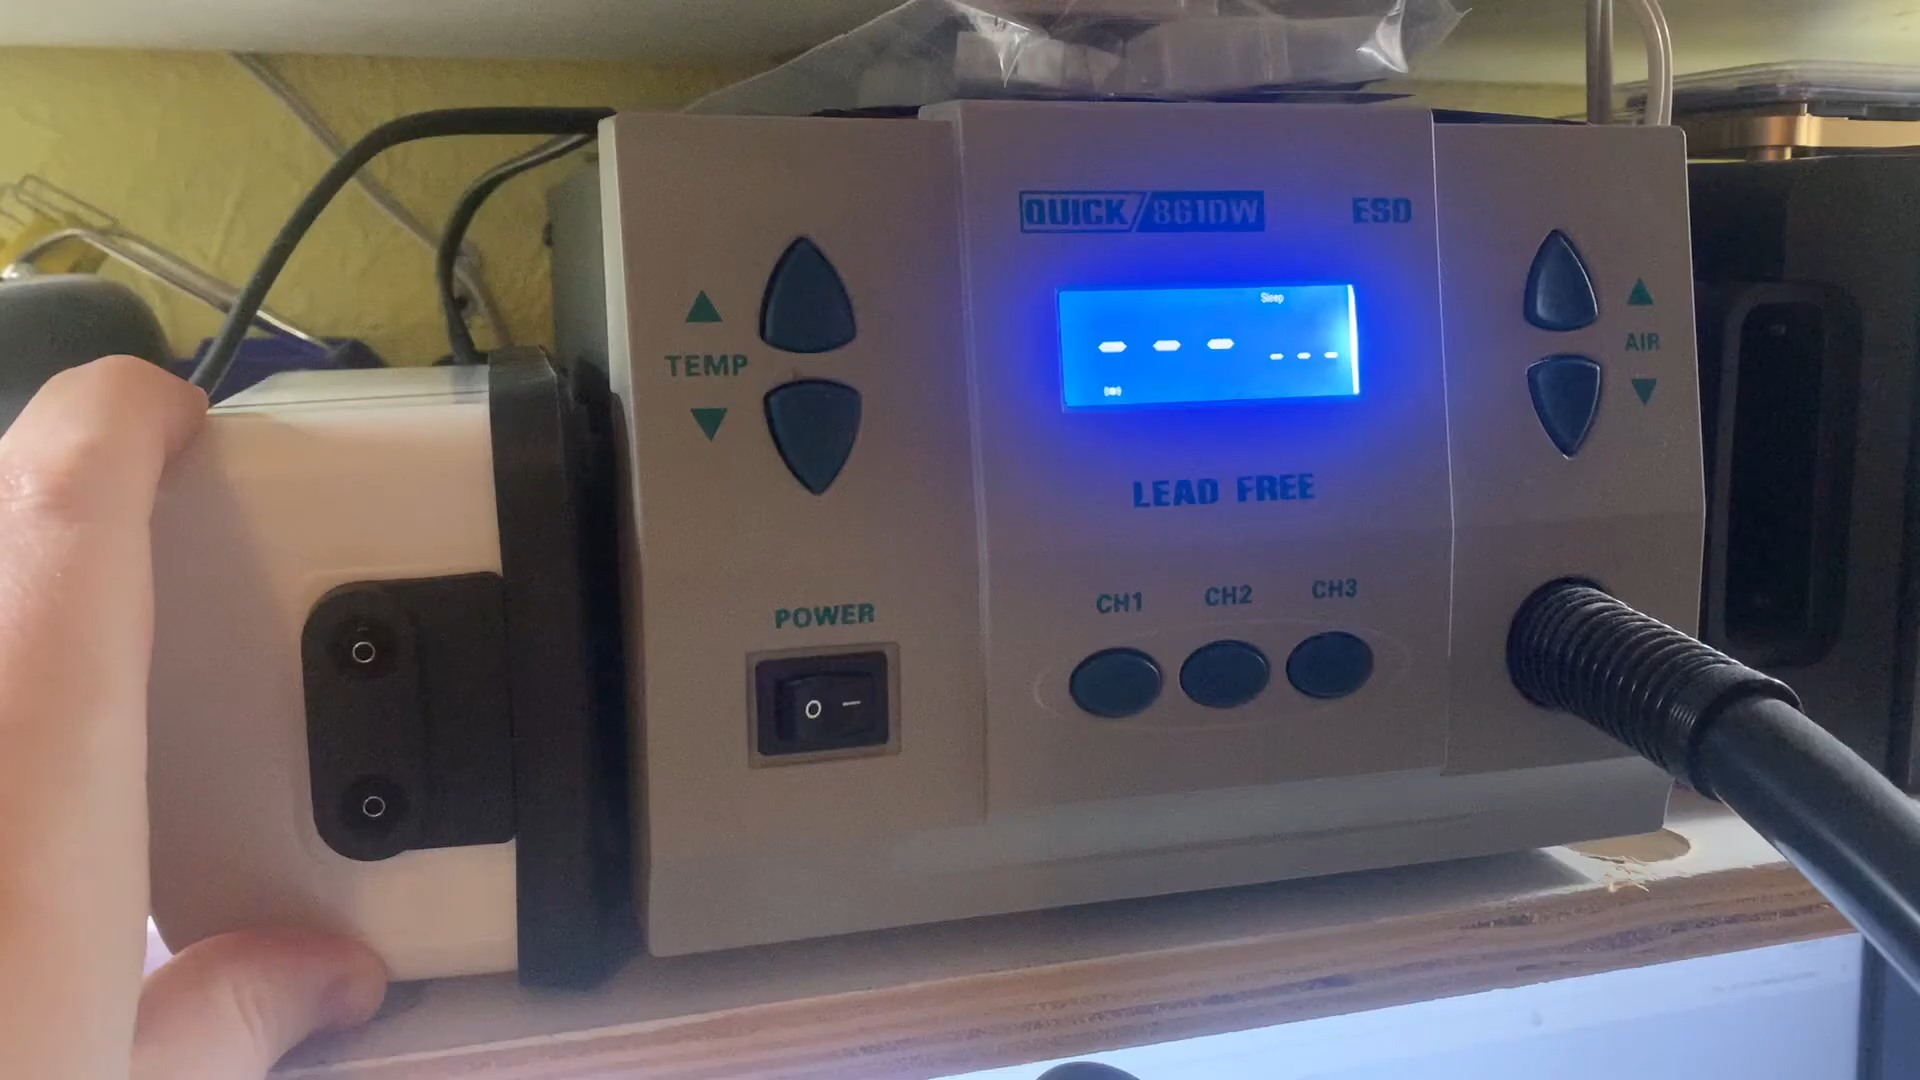 QUICK/861DW ESD
Sleep
- - - - - -
TEMP
AIR
LEAD FREE
POWER
CH1 CH2 CH3